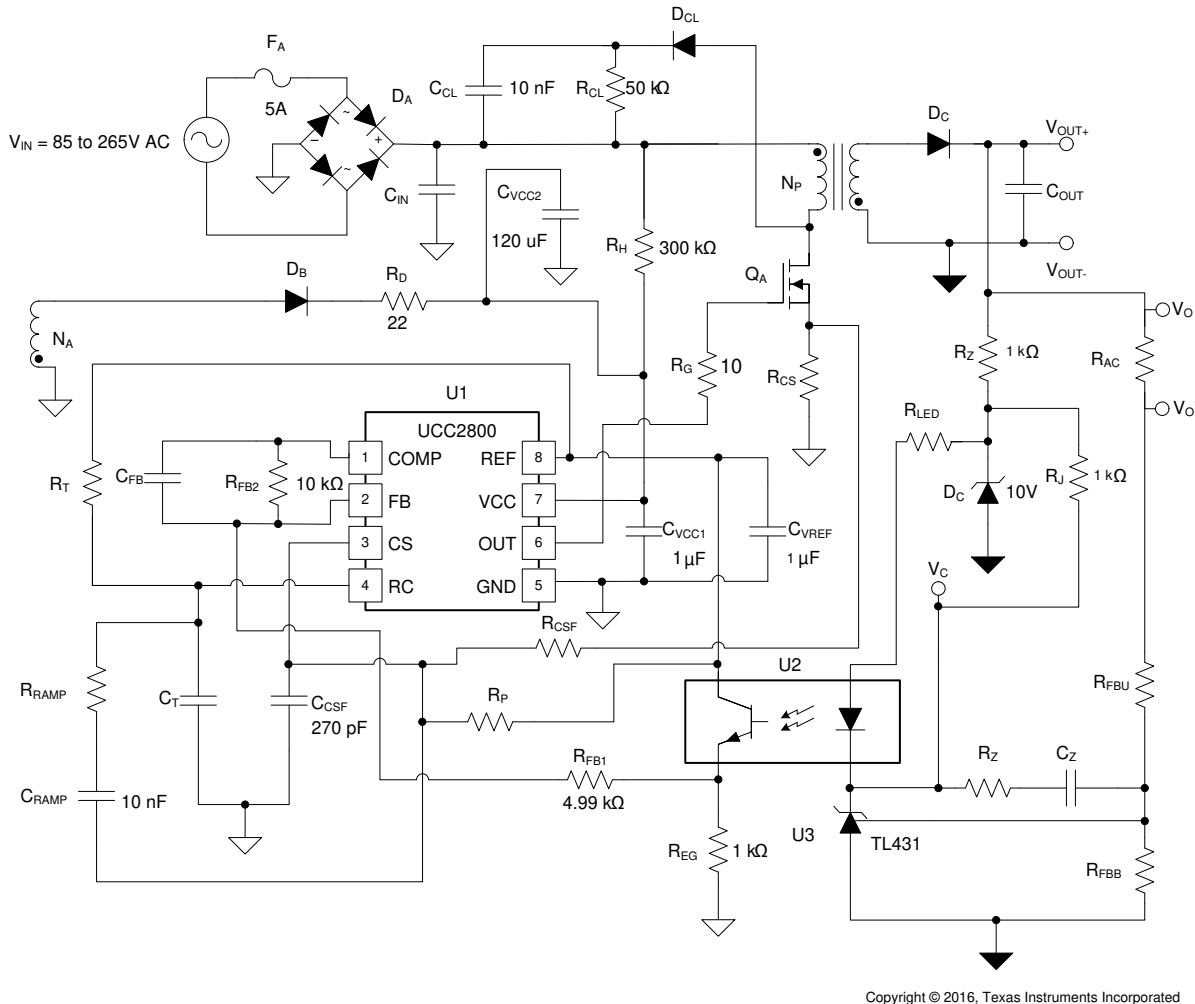 D_CL
F_A
C_CL
10 nF
R_CL
50 kΩ
5A
D_A
D_C
V_OUT+
V_IN = 85 to 265V AC
~
+
−
~
C_IN
C_VCC2
120 uF
N_P
C_OUT
R_H
300 kΩ
V_OUT-
Q_A
D_B
R_D
22
N_A
V_O
R_Z
1 kΩ
R_AC
R_G
10
R_CS
V_O
U1
UCC2800
R_LED
R_T
C_FB
R_FB2
10 kΩ
1
COMP
REF
8
2
FB
VCC
7
3
CS
OUT
6
4
RC
GND
5
C_VCC1
1 µF
C_VREF
1 µF
D_C
10V
R_J
1 kΩ
V_C
R_CSF
U2
R_RAMP
C_T
C_CSF
270 pF
R_P
R_FBU
R_FB1
4.99 kΩ
R_Z
C_Z
C_RAMP
10 nF
R_EG
1 kΩ
U3
TL431
R_FBB
Copyright © 2016, Texas Instruments Incorporated